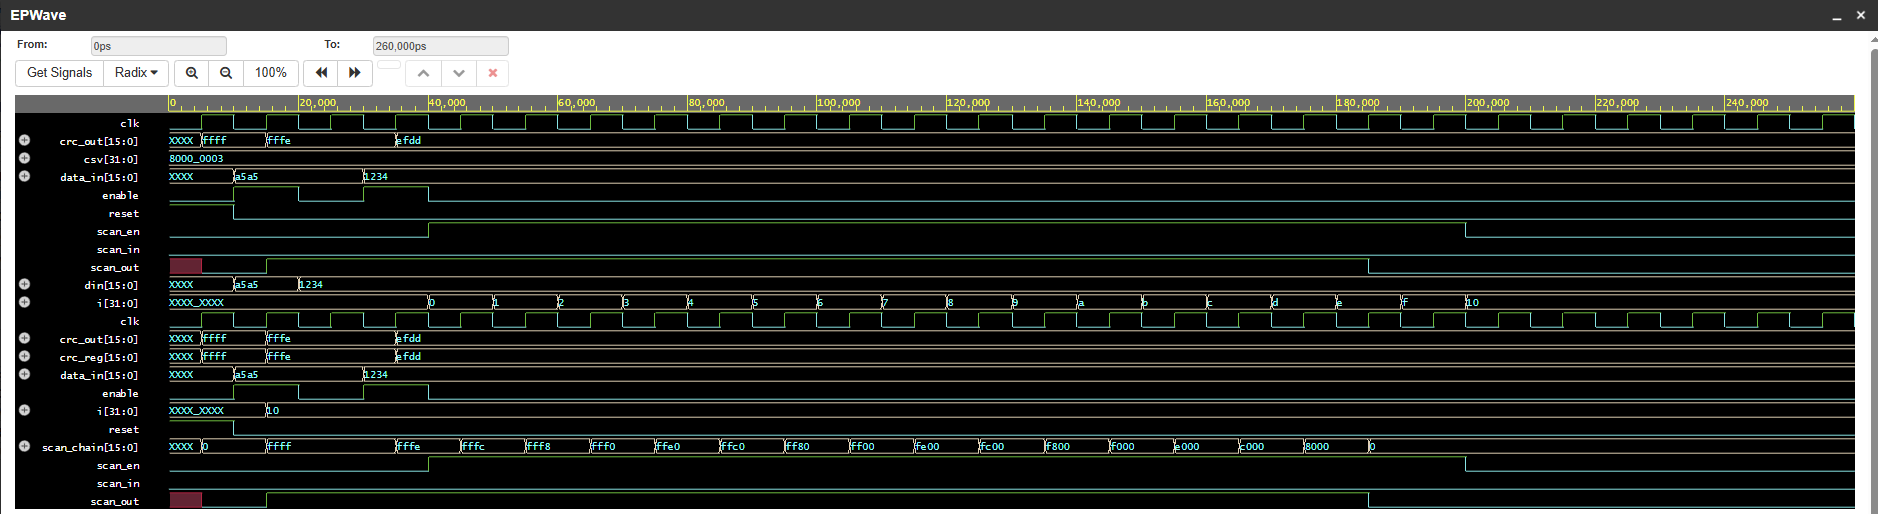 EPWave
From: 0ps To: 260,000ps
Get Signals Radix 100%
0 20,000 40,000 60,000 80,000 100,000 120,000 140,000 160,000 180,000 200,000 220,000 240,000
clk
crc_out[15:0] XXXX ffff fffe efdd
csv[31:0] 8000_0003
data_in[15:0] XXXX a5a5 1234
enable
reset
scan_en
scan_in
scan_out
din[15:0] XXXX a5a5 1234
i[31:0] XXXX_XXXX 0 1 2 3 4 5 6 7 8 9 a b c d e f 10
clk
crc_out[15:0] XXXX ffff fffe efdd
crc_reg[15:0] XXXX ffff fffe efdd
data_in[15:0] XXXX a5a5 1234
enable
i[31:0] XXXX_XXXX 10
reset
scan_chain[15:0] XXXX 0 ffff fffe fffc fff8 fff0 ffe0 ffc0 ff80 ff00 fe00 fc00 f800 f000 e000 c000 8000 0
scan_en
scan_in
scan_out